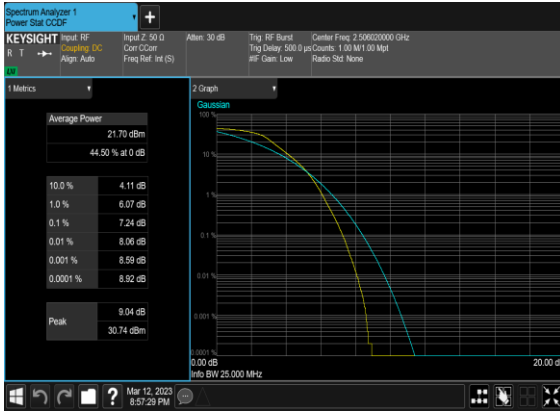 Spectrum Analyzer 1
Power Stat CCDF
+
KEYSIGHT
R T
Input: RF
Coupling: DC
Align: Auto
Input Z: 50 Ω
Corr CCorr
Freq Ref: Int (S)
Atten: 30 dB
Trig: RF Burst
Trig Delay: 500.0 µs
#IF Gain: Low
Center Freq: 2.506020000 GHz
Counts: 1.00 M/1.00 Mpt
Radio Std: None
1 Metrics
Average Power
21.70 dBm
44.50 % at 0 dB
10.0 % 4.11 dB
1.0 % 6.07 dB
0.1 % 7.24 dB
0.01 % 8.06 dB
0.001 % 8.59 dB
0.0001 % 8.92 dB
Peak
9.04 dB
30.74 dBm
2 Graph
Gaussian
100 %
10 %
1 %
0.1 %
0.01 %
0.001 %
0.0001 %
0.00 dB
20.00 d
Info BW 25.000 MHz
?
Mar 12, 2023
8:57:29 PM